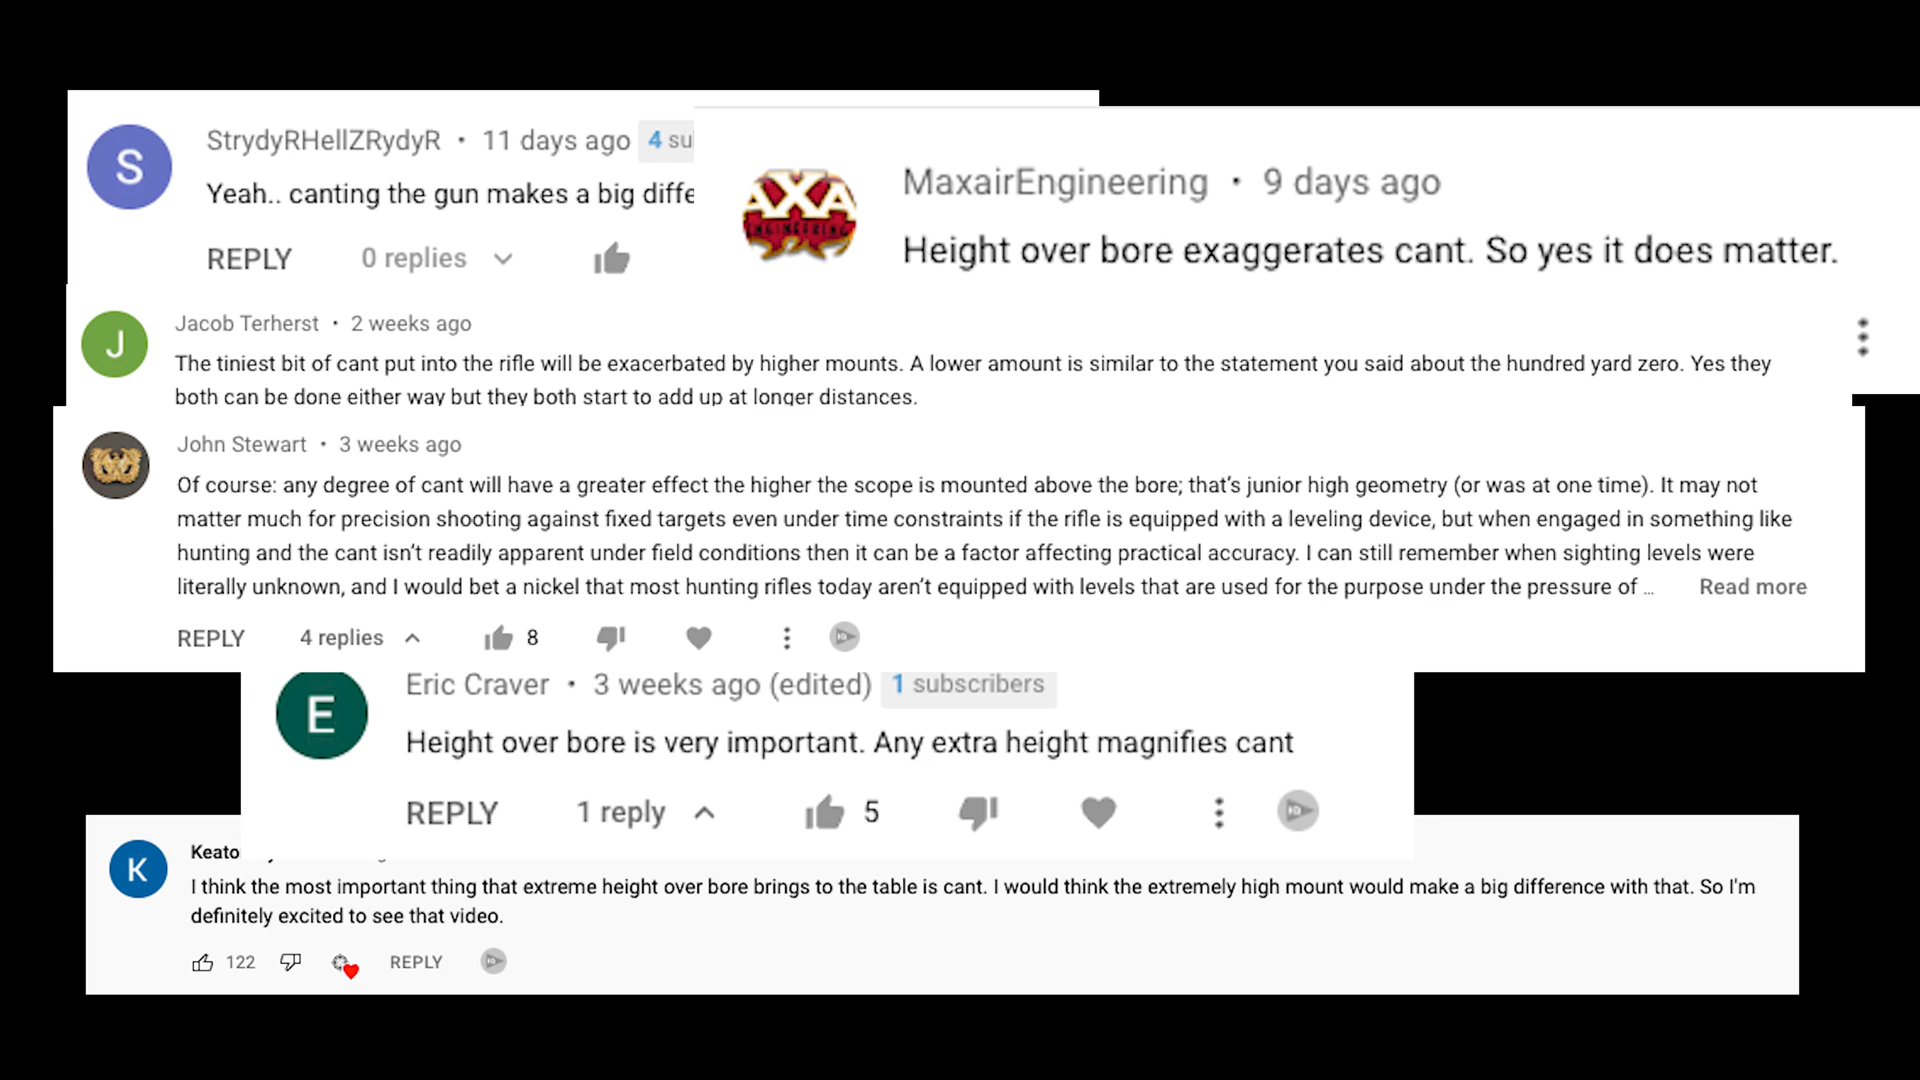 S
StrydyRHellZRydyR • 11 days ago 4 su
Yeah.. canting the gun makes a big diffe
REPLY 0 replies
AXA
ENGINEERING
MaxairEngineering • 9 days ago
Height over bore exaggerates cant. So yes it does matter.
J
Jacob Terherst • 2 weeks ago
The tiniest bit of cant put into the rifle will be exacerbated by higher mounts. A lower amount is similar to the statement you said about the hundred yard zero. Yes they
both can be done either way but they both start to add up at longer distances.
John Stewart • 3 weeks ago
Of course: any degree of cant will have a greater effect the higher the scope is mounted above the bore; that's junior high geometry (or was at one time). It may not
matter much for precision shooting against fixed targets even under time constraints if the rifle is equipped with a leveling device, but when engaged in something like
hunting and the cant isn't readily apparent under field conditions then it can be a factor affecting practical accuracy. I can still remember when sighting levels were
literally unknown, and I would bet a nickel that most hunting rifles today aren't equipped with levels that are used for the purpose under the pressure of ... Read more
REPLY 4 replies 8
E
Eric Craver • 3 weeks ago (edited) 1 subscribers
Height over bore is very important. Any extra height magnifies cant
REPLY 1 reply 5
K
Keato
I think the most important thing that extreme height over bore brings to the table is cant. I would think the extremely high mount would make a big difference with that. So I'm
definitely excited to see that video.
122 REPLY